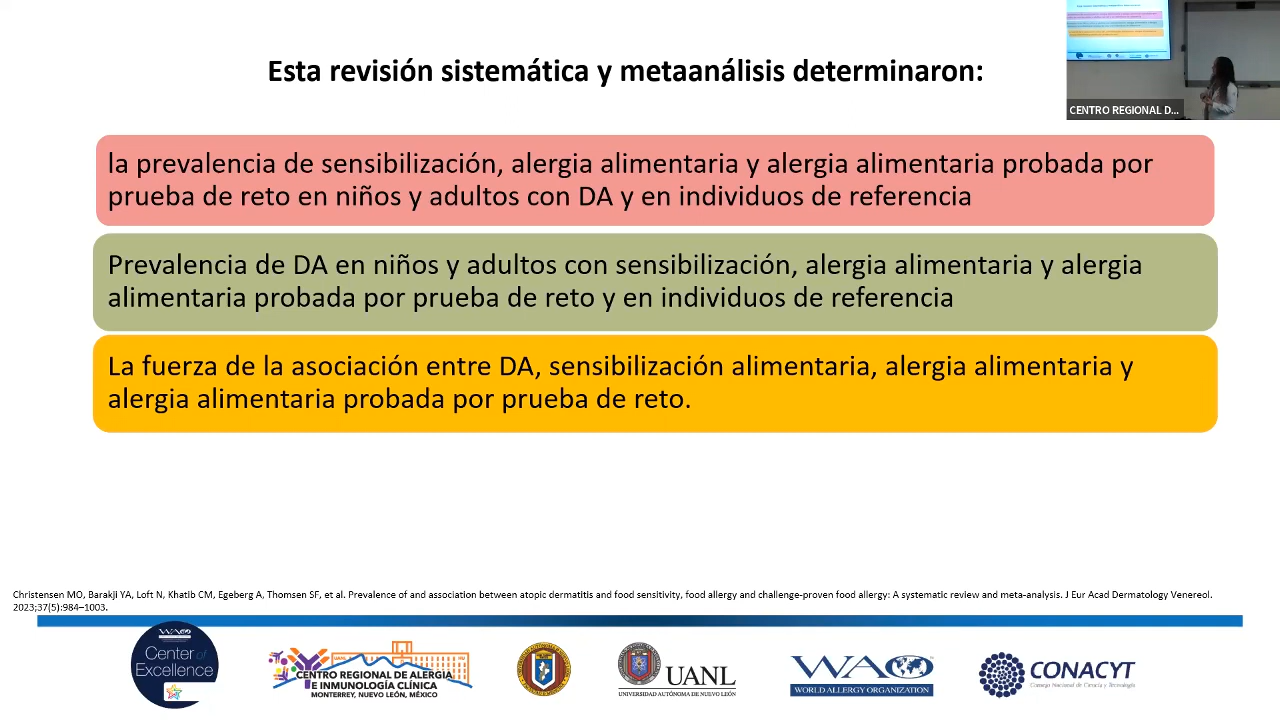 Esta revisión sistemática y metaanálisis determinaron:
CENTRO REGIONAL D...
la prevalencia de sensibilización, alergia alimentaria y alergia alimentaria probada por
prueba de reto en niños y adultos con DA y en individuos de referencia
Prevalencia de DA en niños y adultos con sensibilización, alergia alimentaria y alergia
alimentaria probada por prueba de reto y en individuos de referencia
La fuerza de la asociación entre DA, sensibilización alimentaria, alergia alimentaria y
alergia alimentaria probada por prueba de reto.
Christensen MO, Barakji YA, Loft N, Khatib CM, Egeberg A, Thomsen SF, et al. Prevalence of and association between atopic dermatitis and food sensitivity, food allergy and challenge-proven food allergy: A systematic review and meta-analysis. J Eur Acad Dermatology Venereol.
2023;37(5):984–1003.
WAO
Center of
Excellence
UANL
CENTRO REGIONAL DE ALERGIA
E INMUNOLOGÍA CLÍNICA
MONTERREY, NUEVO LEÓN, MÉXICO
UANL
UNIVERSIDAD AUTÓNOMA DE NUEVO LEÓN
WAO
WORLD ALLERGY ORGANIZATION
CONACYT
Consejo Nacional de Ciencia y Tecnología